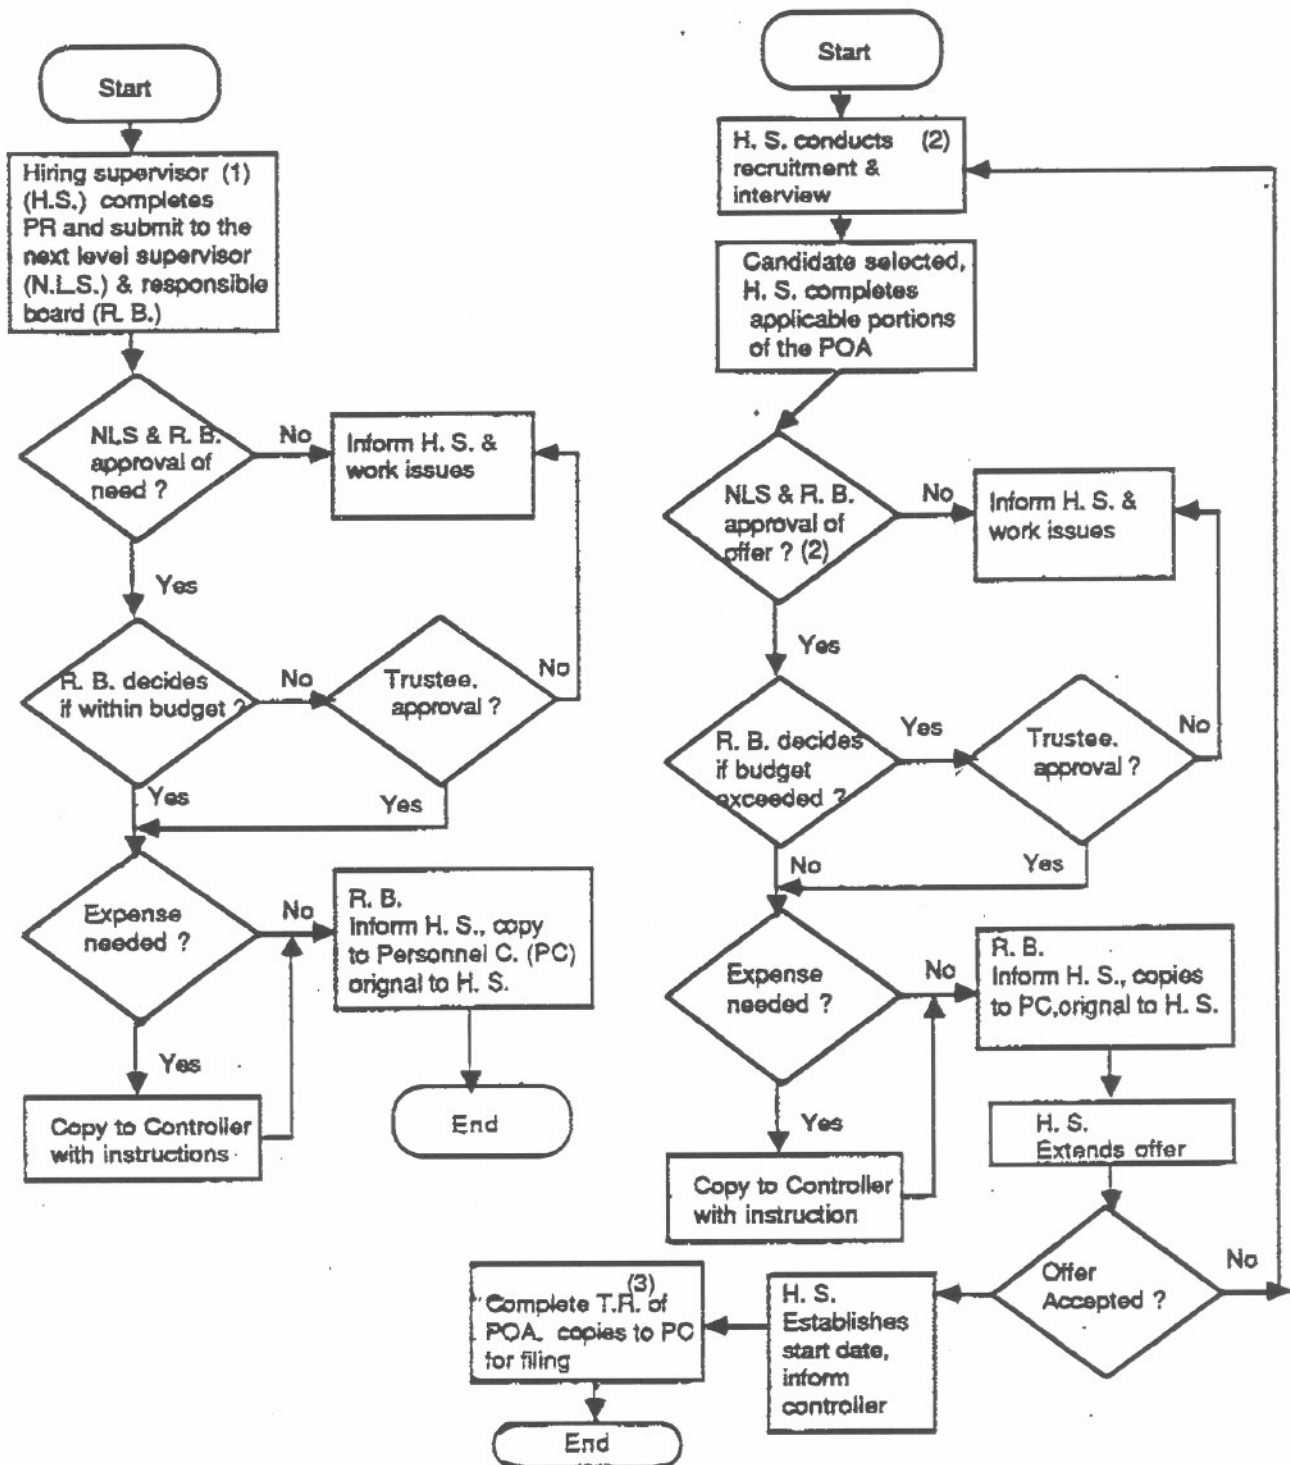 Start
Hiring supervisor (1)
(H.S.) completes
PR and submit to the
next level supervisor
(N.L.S.) & responsible
board (R. B.)
NLS & R. B.
approval of
need ?
No
Inform H. S. &
work issues
Yes
R. B. decides
if within budget ?
No
Trustee.
approval ?
No
Yes
Yes
Expense
needed ?
No
R. B.
Inform H. S., copy
to Personnel C. (PC)
orignal to H. S.
Yes
Copy to Controller
with instructions
End
Start
H. S. conducts (2)
recruitment &
interview
Candidate selected,
H. S. completes
applicable portions
of the POA
NLS & R. B.
approval of
offer ? (2)
No
Inform H. S. &
work issues
Yes
R. B. decides
if budget
exceeded ?
Yes
Trustee.
approval ?
No
No
Yes
Expense
needed ?
No
R. B.
Inform H. S., copies
to PC,orignal to H. S.
Yes
Copy to Controller
with instruction
H. S.
Extends offer
Offer
Accepted ?
No
H. S.
Establishes
start date,
inform
controller
(3)
Complete T.R. of
POA. copies to PC
for filing
End